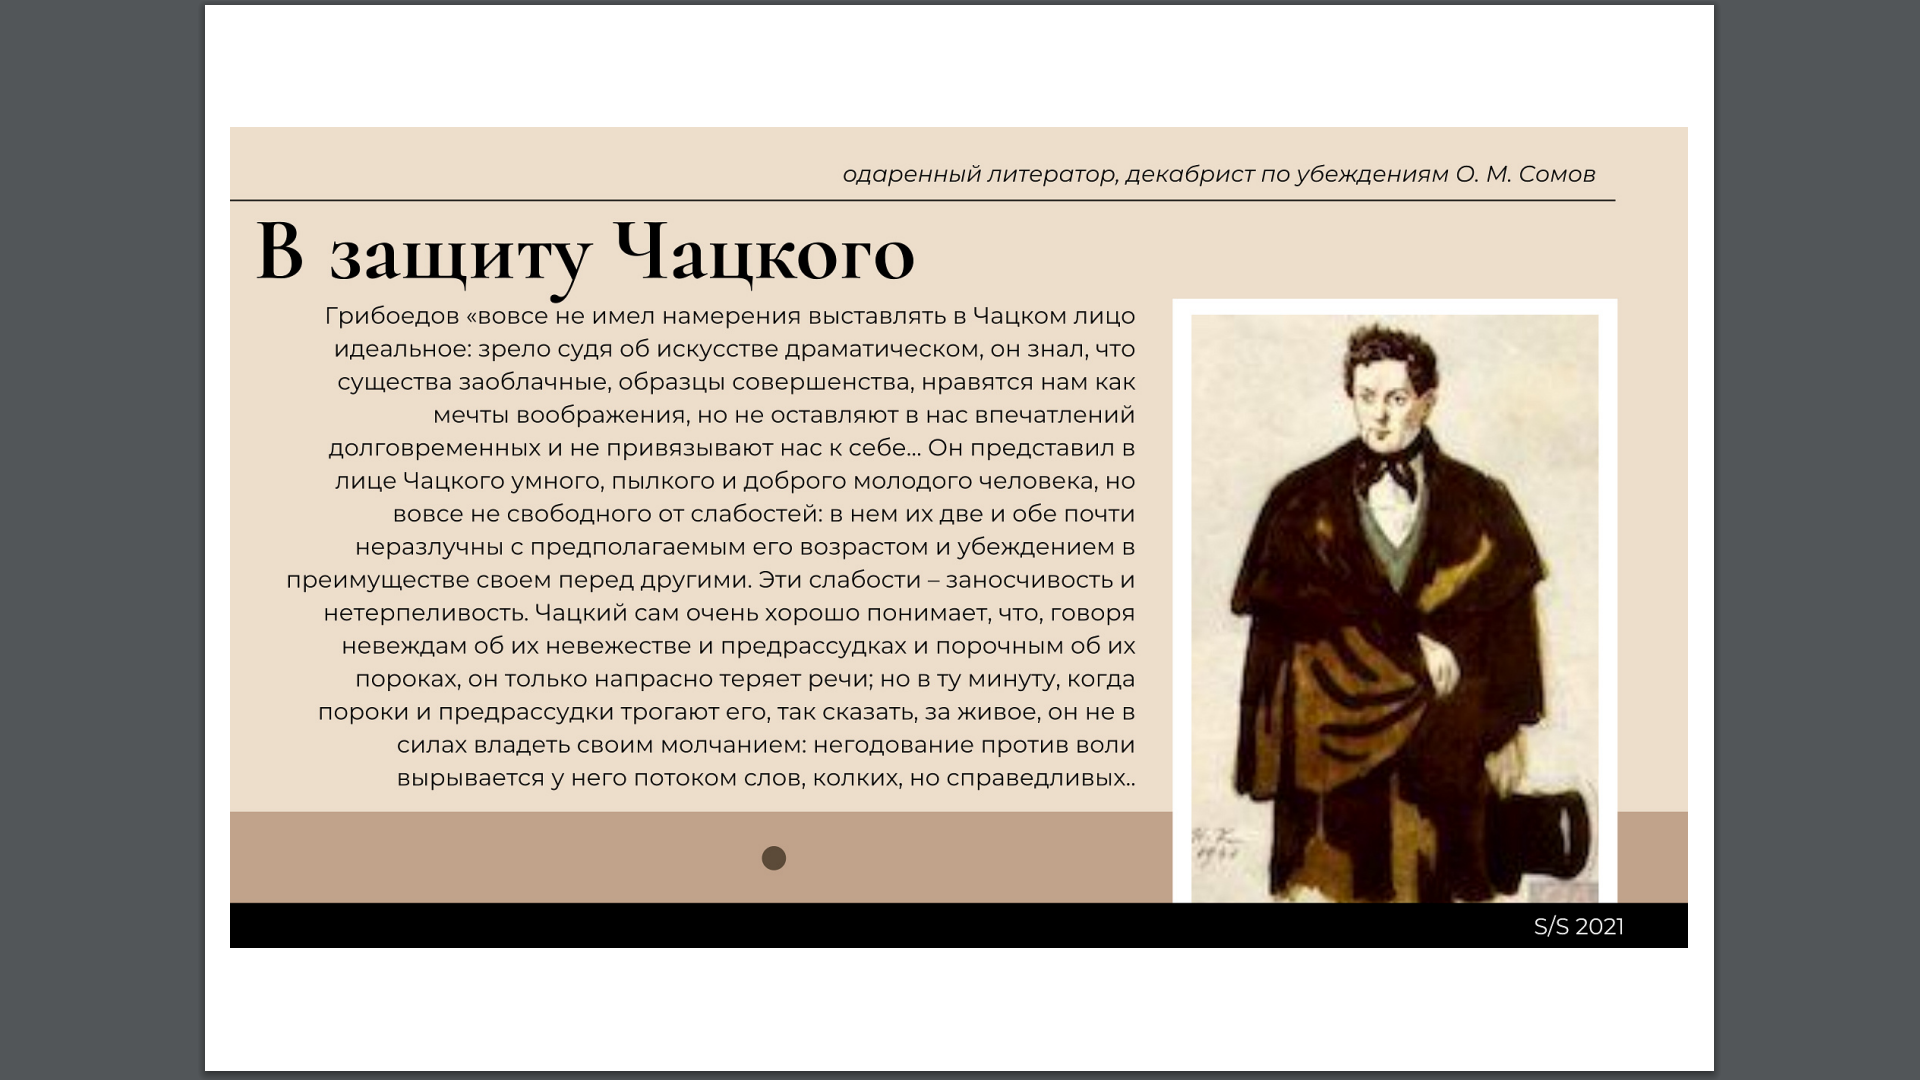 одаренный литератор, декабрист по убеждениям О. М. Сомов
В защиту Чацкого
Грибоедов «вовсе не имел намерения выставлять в Чацком лицо
идеальное: зрело судя об искусстве драматическом, он знал, что
существа заоблачные, образцы совершенства, нравятся нам как
мечты воображения, но не оставляют в нас впечатлений
долговременных и не привязывают нас к себе... Он представил в
лице Чацкого умного, пылкого и доброго молодого человека, но
вовсе не свободного от слабостей: в нем их две и обе почти
неразлучны с предполагаемым его возрастом и убеждением в
преимуществе своем перед другими. Эти слабости – заносчивость и
нетерпеливость. Чацкий сам очень хорошо понимает, что, говоря
невеждам об их невежестве и предрассудках и порочным об их
пороках, он только напрасно теряет речи; но в ту минуту, когда
пороки и предрассудки трогают его, так сказать, за живое, он не в
силах владеть своим молчанием: негодование против воли
вырывается у него потоком слов, колких, но справедливых..
S/S 2021